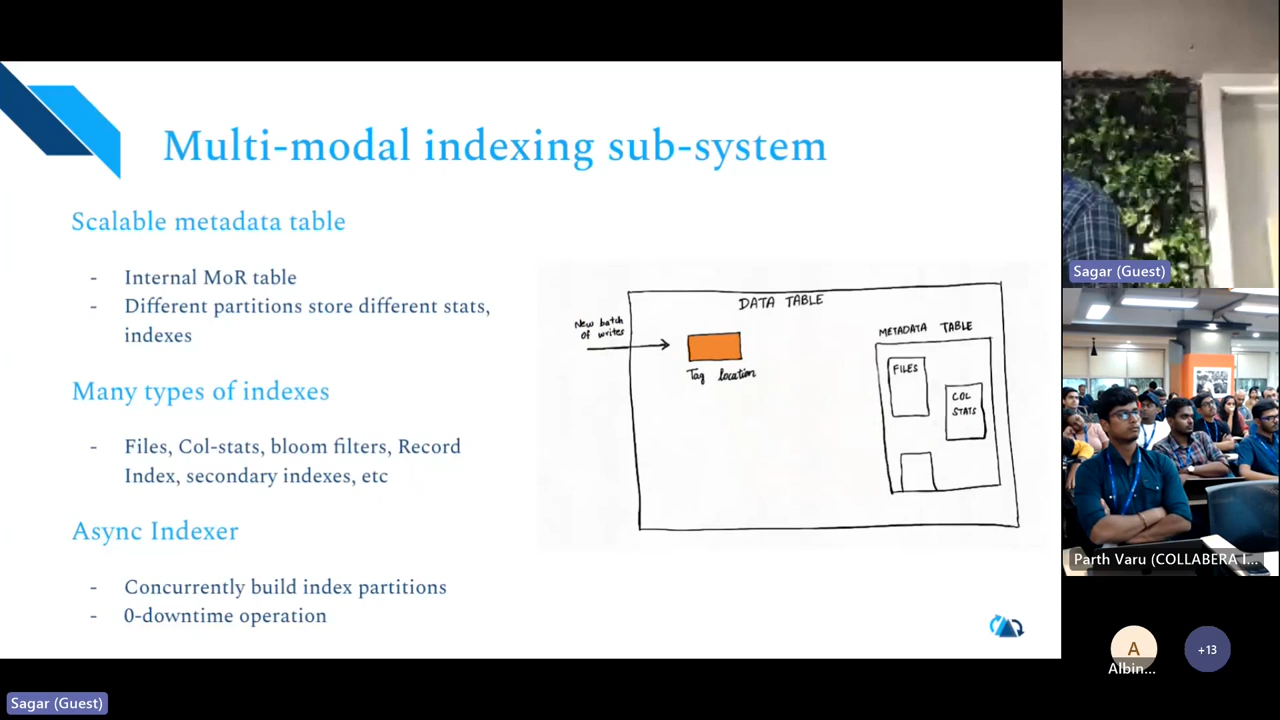 Multi-modal indexing sub-system
Scalable metadata table
- Internal MoR table
- Different partitions store different stats,
indexes
Many types of indexes
- Files, Col-stats, bloom filters, Record
Index, secondary indexes, etc
Async Indexer
- Concurrently build index partitions
- 0-downtime operation
DATA TABLE
New batch
of writes
Tag location
METADATA TABLE
FILES
COL
STATS
Sagar (Guest)
Parth Varu (COLLABERA I...
A
Albin...
+13
Sagar (Guest)